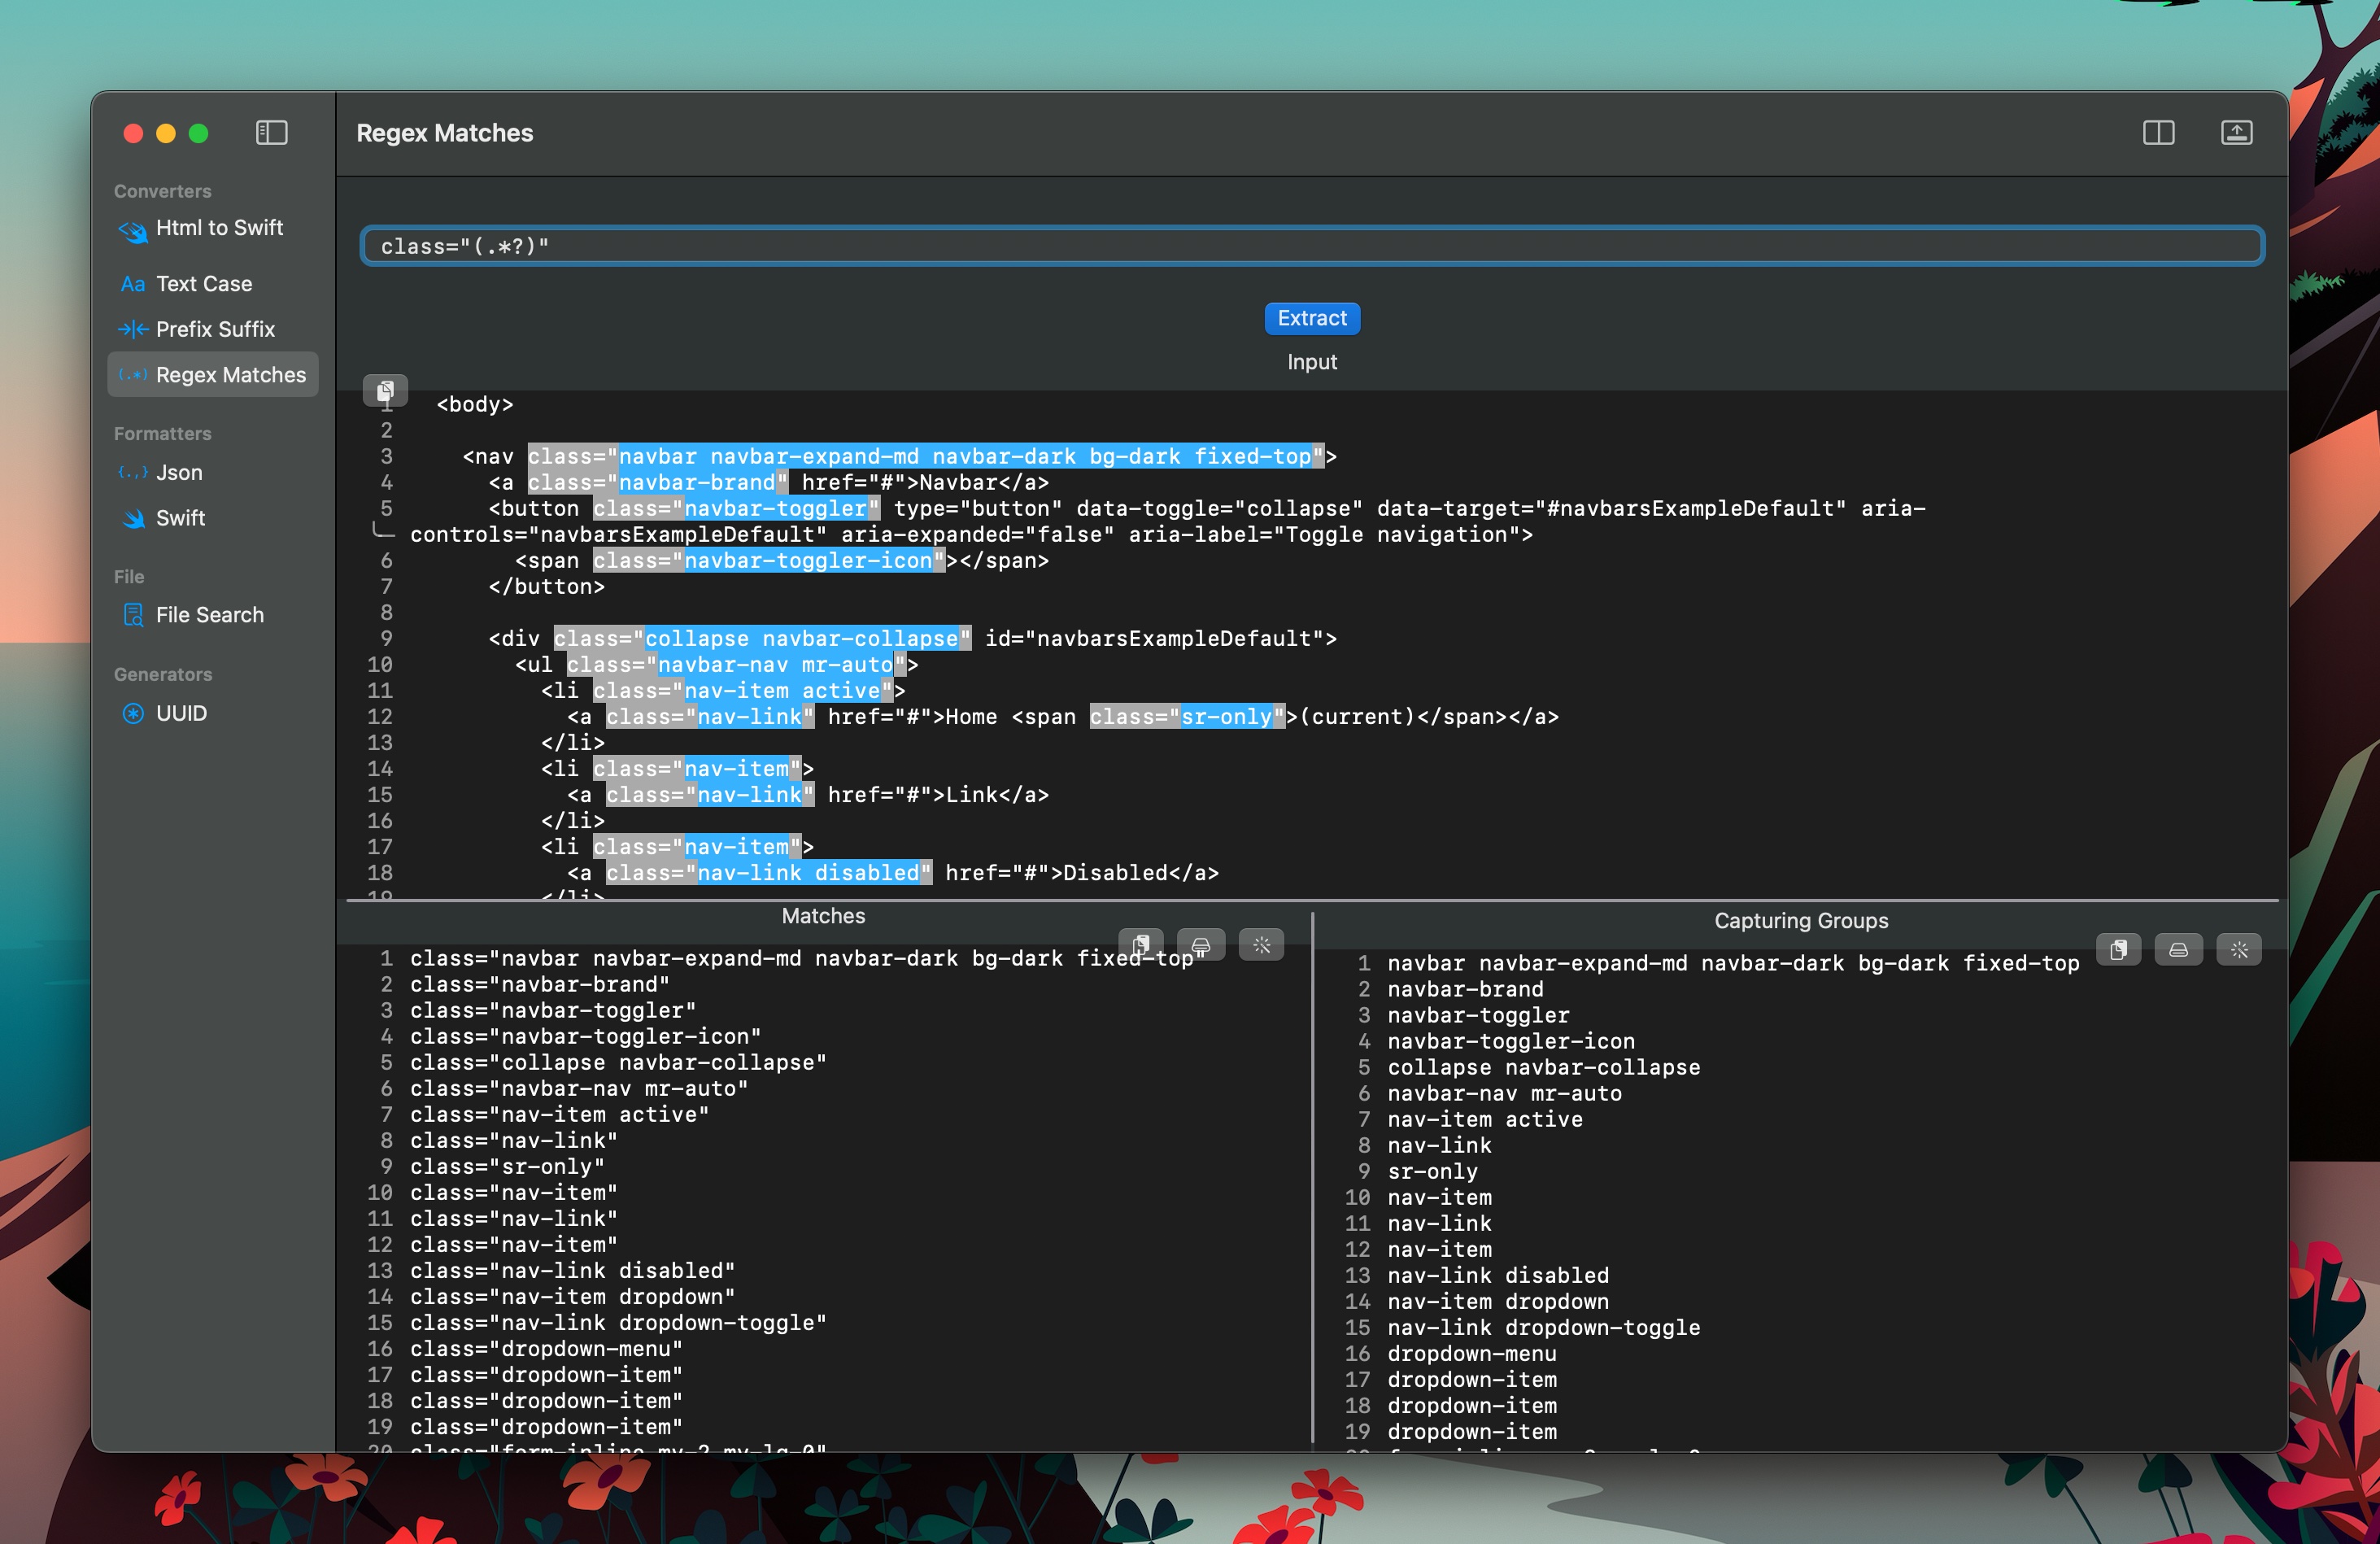 Regex Matches
Converters
Html to Swift
Aa Text Case
Prefix Suffix
(.*) Regex Matches
Formatters
{.,} Json
Swift
File
File Search
Generators
UUID
class="(.*?)"
Extract
Input
1 <body>
2
3 <nav class="navbar navbar-expand-md navbar-dark bg-dark fixed-top">
4 <a class="navbar-brand" href="#">Navbar</a>
5 <button class="navbar-toggler" type="button" data-toggle="collapse" data-target="#navbarsExampleDefault" aria-
controls="navbarsExampleDefault" aria-expanded="false" aria-label="Toggle navigation">
6 <span class="navbar-toggler-icon"></span>
7 </button>
8
9 <div class="collapse navbar-collapse" id="navbarsExampleDefault">
10 <ul class="navbar-nav mr-auto">
11 <li class="nav-item active">
12 <a class="nav-link" href="#">Home <span class="sr-only">(current)</span></a>
13 </li>
14 <li class="nav-item">
15 <a class="nav-link" href="#">Link</a>
16 </li>
17 <li class="nav-item">
18 <a class="nav-link disabled" href="#">Disabled</a>
19 </li>
Matches
1 class="navbar navbar-expand-md navbar-dark bg-dark fixed-top"
2 class="navbar-brand"
3 class="navbar-toggler"
4 class="navbar-toggler-icon"
5 class="collapse navbar-collapse"
6 class="navbar-nav mr-auto"
7 class="nav-item active"
8 class="nav-link"
9 class="sr-only"
10 class="nav-item"
11 class="nav-link"
12 class="nav-item"
13 class="nav-link disabled"
14 class="nav-item dropdown"
15 class="nav-link dropdown-toggle"
16 class="dropdown-menu"
17 class="dropdown-item"
18 class="dropdown-item"
19 class="dropdown-item"
20 class="form-inline my-2 my-lg-0"
Capturing Groups
1 navbar navbar-expand-md navbar-dark bg-dark fixed-top
2 navbar-brand
3 navbar-toggler
4 navbar-toggler-icon
5 collapse navbar-collapse
6 navbar-nav mr-auto
7 nav-item active
8 nav-link
9 sr-only
10 nav-item
11 nav-link
12 nav-item
13 nav-link disabled
14 nav-item dropdown
15 nav-link dropdown-toggle
16 dropdown-menu
17 dropdown-item
18 dropdown-item
19 dropdown-item